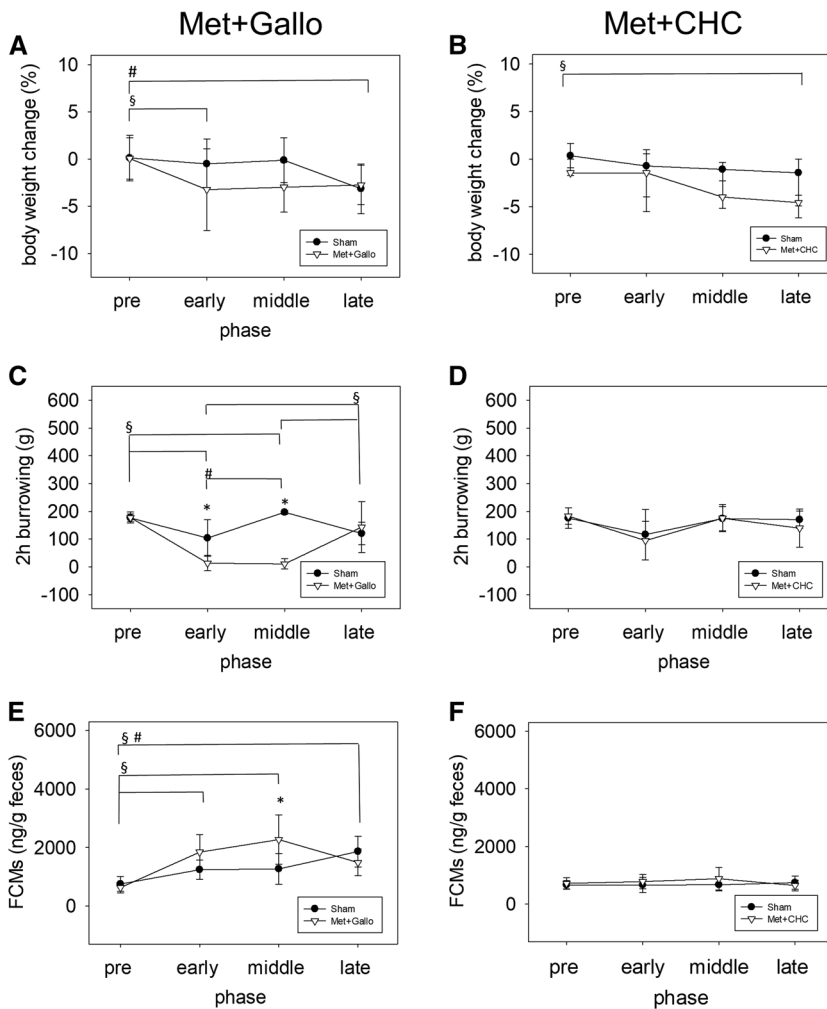 Met+Gallo
Met+CHC
A
body weight change (%)
10
5
0
-5
-10
#
§
Sham
Met+Gallo
pre early middle late
phase
B
body weight change (%)
10
5
0
-5
-10
§
Sham
Met+CHC
pre early middle late
phase
C
2h burrowing (g)
600
500
400
300
200
100
0
-100
§
§
#
*
*
Sham
Met+Gallo
pre early middle late
phase
D
2h burrowing (g)
600
500
400
300
200
100
0
-100
Sham
Met+CHC
pre early middle late
phase
E
FCMs (ng/g feces)
6000
4000
2000
0
§ #
§
*
Sham
Met+Gallo
pre early middle late
phase
F
FCMs (ng/g feces)
6000
4000
2000
0
Sham
Met+CHC
pre early middle late
phase